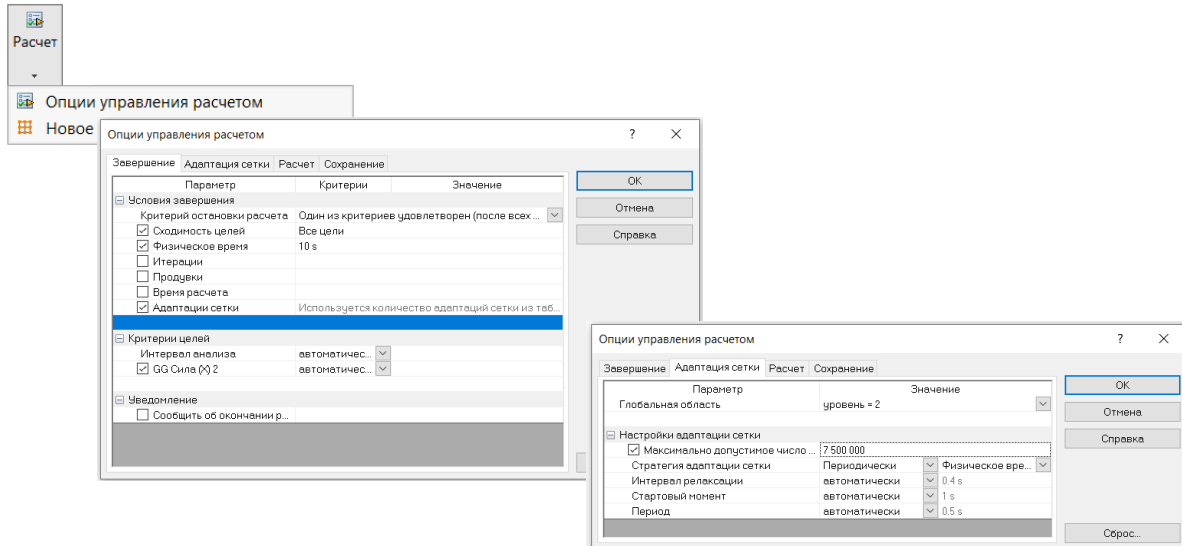 Расчет
Опции управления расчетом
Новое
Опции управления расчетом ?
Завершение Адаптация сетки Расчет Сохранение
Параметр Критерии Значение
Условия завершения
Критерий остановки расчета Один из критериев удовлетворен (после всех ...
Сходимость целей Все цели
Физическое время 10 s
Итерации
Продувки
Время расчета
Адаптации сетки Используется количество адаптаций сетки из таб...
Критерии целей
Интервал анализа автоматичес...
GG Сила (X) 2 автоматичес...
Уведомление
Сообщить об окончании р...
OK
Отмена
Справка
Опции управления расчетом ?
Завершение Адаптация сетки Расчет Сохранение
Параметр Значение
Глобальная область уровень = 2
Настройки адаптации сетки
Максимально допустимое число ... 7 500 000
Стратегия адаптации сетки Периодически Физическое вре...
Интервал релаксации автоматически 0.4 s
Стартовый момент автоматически 1 s
Период автоматически 0.5 s
OK
Отмена
Справка
Сброс...